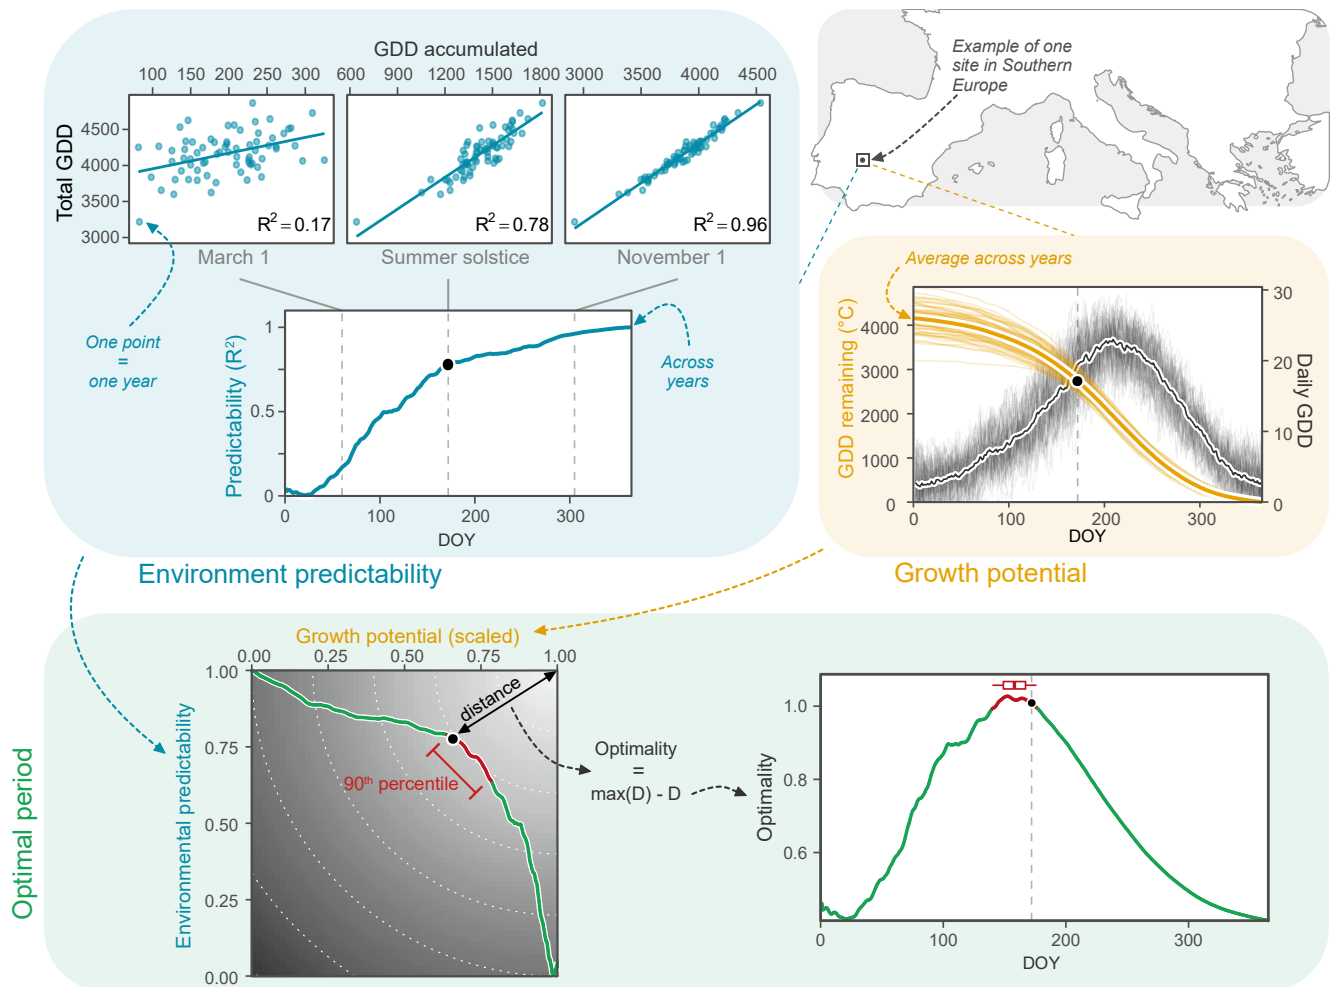 GDD accumulated
100 150 200 250 300 600 900 1200 1500 1800 3000 3500 4000 4500
Total GDD
4500
4000
3500
3000
R² = 0.17
R² = 0.78
R² = 0.96
March 1
Summer solstice
November 1
One point
=
one year
Predictability (R²)
1
0.5
0
0 100 200 300
DOY
Across
years
Environment predictability
Example of one
site in Southern
Europe
Average across years
GDD remaining (°C)
4000
3000
2000
1000
0
30
20
10
0
Daily GDD
0 100 200 300
DOY
Growth potential
Optimal period
Growth potential (scaled)
0.00 0.25 0.50 0.75 1.00
Environmental predictability
1.00
0.75
0.50
0.25
0.00
distance
90th percentile
Optimality
=
max(D) - D
Optimality
1.0
0.8
0.6
0 100 200 300
DOY